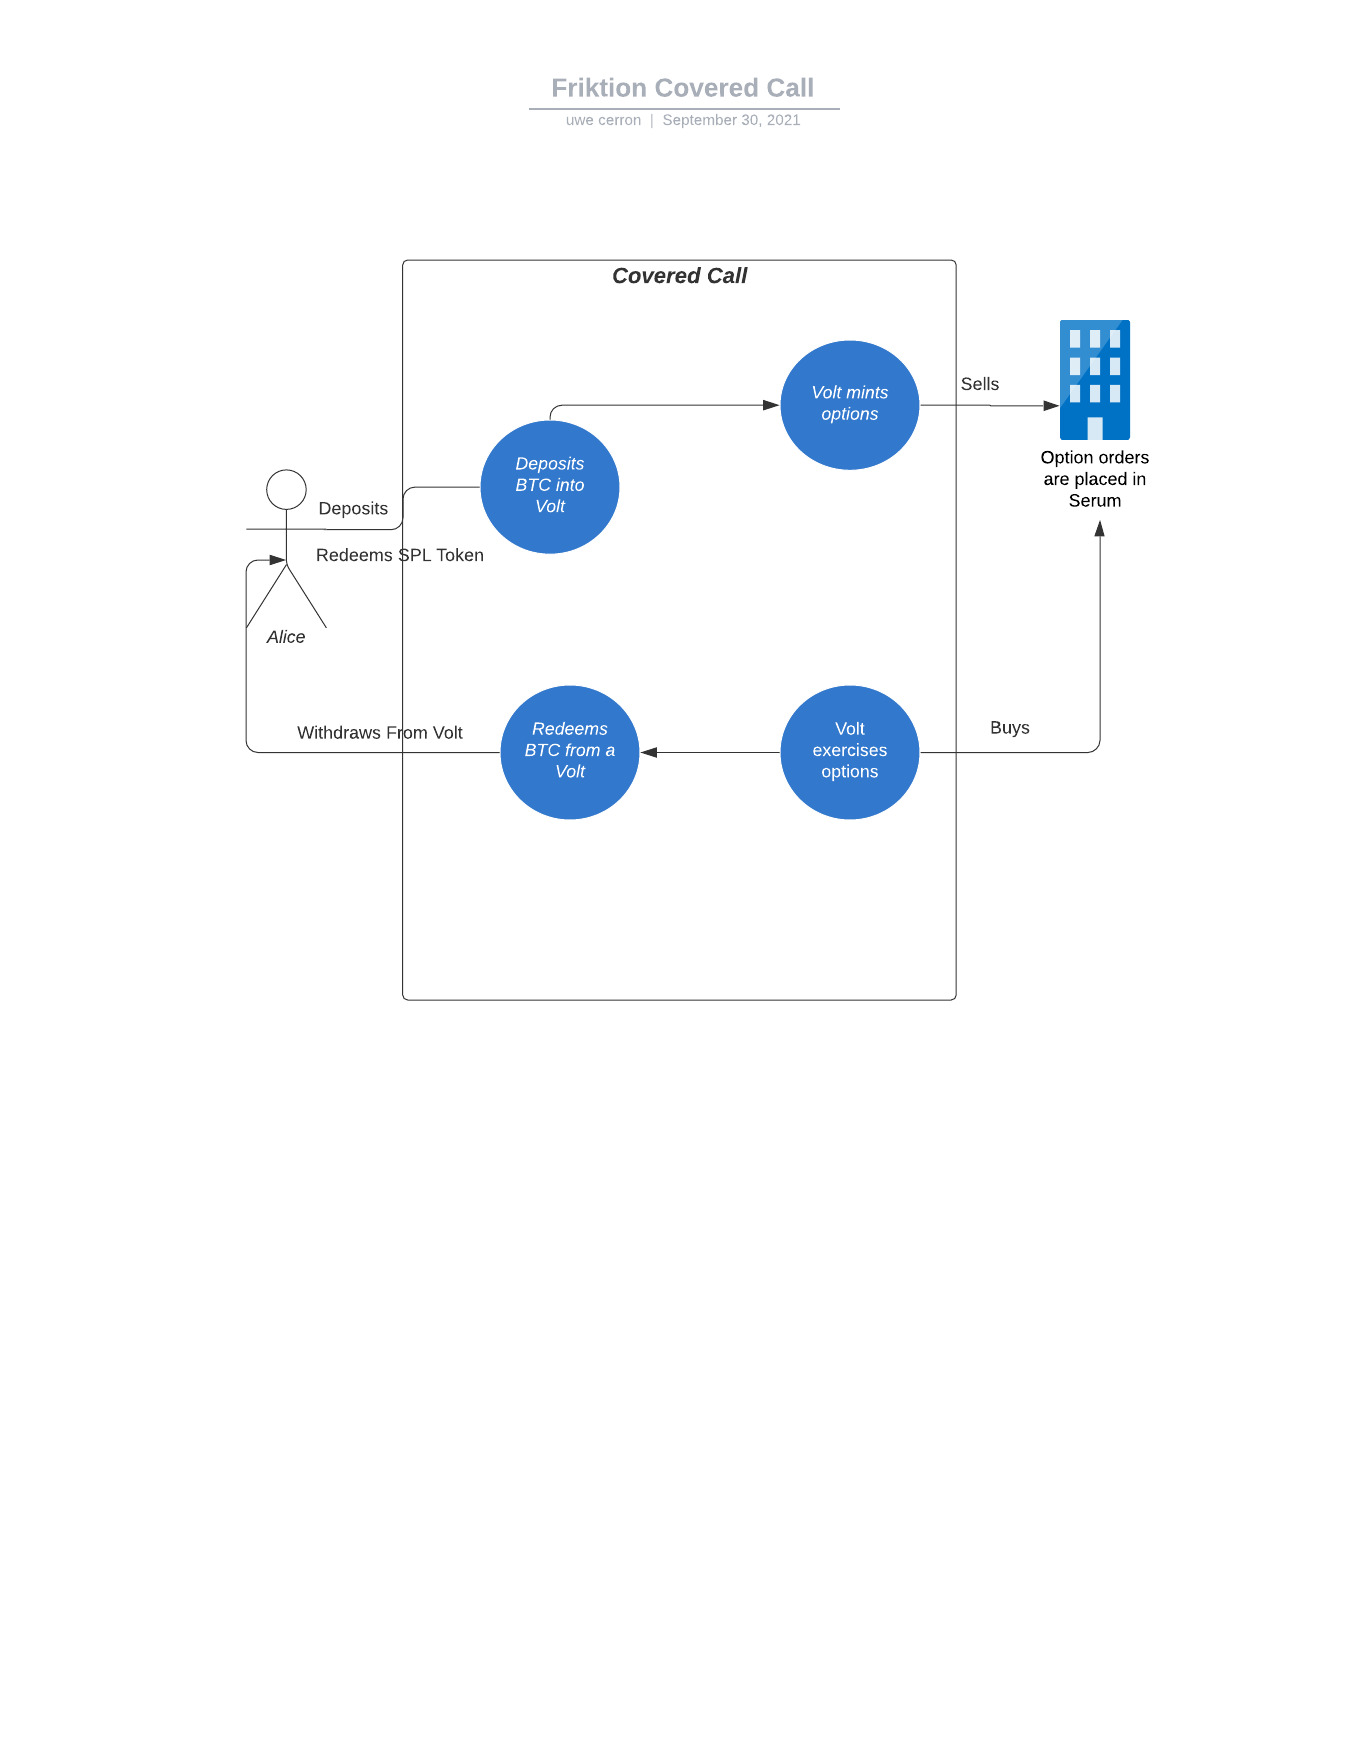 Friktion Covered Call
uwe cerron | September 30, 2021
Covered Call
Volt mints
options
Sells
Option orders
are placed in
Serum
Deposits
BTC into
Volt
Deposits
Redeems SPL Token
Alice
Withdraws From Volt
Redeems
BTC from a
Volt
Volt
exercises
options
Buys